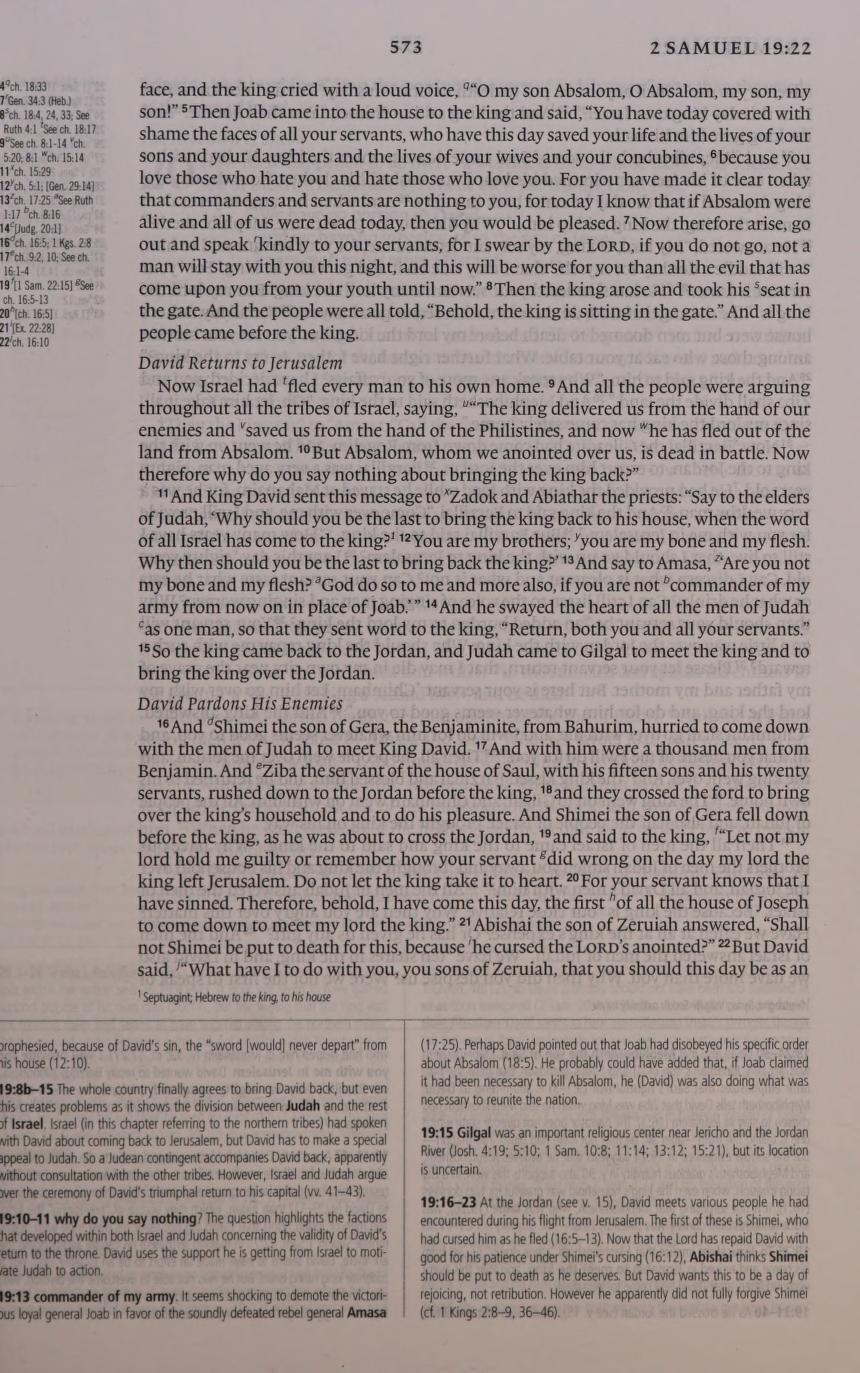 573
2 SAMUEL 19:22
4 q ch. 18:33
7 r Gen. 34:3 (Heb.)
8 s ch. 18:4, 24, 33; See
Ruth 4:1 t See ch. 18:17
9 u See ch. 8:1-14 v ch.
5:20; 8:1 w ch. 15:14
11 x ch. 15:29
12 y ch. 5:1; [Gen. 29:14]
13 z ch. 17:25 a See Ruth
1:17 b ch. 8:16
14 c [Judg. 20:1]
16 d ch. 16:5; 1 Kgs. 2:8
17 e ch. 9:2, 10; See ch.
16:1-4
19 f [1 Sam. 22:15] g See
ch. 16:5-13
20 h [ch. 16:5]
21 i [Ex. 22:28]
22 j ch. 16:10
face, and the king cried with a loud voice, q“O my son Absalom, O Absalom, my son, my
son!” 5Then Joab came into the house to the king and said, “You have today covered with
shame the faces of all your servants, who have this day saved your life and the lives of your
sons and your daughters and the lives of your wives and your concubines, 6because you
love those who hate you and hate those who love you. For you have made it clear today
that commanders and servants are nothing to you, for today I know that if Absalom were
alive and all of us were dead today, then you would be pleased. 7Now therefore arise, go
out and speak rkindly to your servants, for I swear by the LORD, if you do not go, not a
man will stay with you this night, and this will be worse for you than all the evil that has
come upon you from your youth until now.” 8Then the king arose and took his sseat in
the gate. And the people were all told, “Behold, the king is sitting in the gate.” And all the
people came before the king.
David Returns to Jerusalem
Now Israel had tfled every man to his own home. 9And all the people were arguing
throughout all the tribes of Israel, saying, u“The king delivered us from the hand of our
enemies and vsaved us from the hand of the Philistines, and now whe has fled out of the
land from Absalom. 10But Absalom, whom we anointed over us, is dead in battle. Now
therefore why do you say nothing about bringing the king back?”
11And King David sent this message to xZadok and Abiathar the priests: “Say to the elders
of Judah, ‘Why should you be the last to bring the king back to his house, when the word
of all Israel has come to the king?1 12You are my brothers; yyou are my bone and my flesh.
Why then should you be the last to bring back the king?’ 13And say to Amasa, z‘Are you not
my bone and my flesh? aGod do so to me and more also, if you are not bcommander of my
army from now on in place of Joab.’” 14And he swayed the heart of all the men of Judah
cas one man, so that they sent word to the king, “Return, both you and all your servants.”
15So the king came back to the Jordan, and Judah came to Gilgal to meet the king and to
bring the king over the Jordan.
David Pardons His Enemies
16And dShimei the son of Gera, the Benjaminite, from Bahurim, hurried to come down
with the men of Judah to meet King David. 17And with him were a thousand men from
Benjamin. And eZiba the servant of the house of Saul, with his fifteen sons and his twenty
servants, rushed down to the Jordan before the king, 18and they crossed the ford to bring
over the king’s household and to do his pleasure. And Shimei the son of Gera fell down
before the king, as he was about to cross the Jordan, 19and said to the king, f“Let not my
lord hold me guilty or remember how your servant gdid wrong on the day my lord the
king left Jerusalem. Do not let the king take it to heart. 20For your servant knows that I
have sinned. Therefore, behold, I have come this day, the first hof all the house of Joseph
to come down to meet my lord the king.” 21Abishai the son of Zeruiah answered, “Shall
not Shimei be put to death for this, because ihe cursed the LORD’s anointed?” 22But David
said, j“What have I to do with you, you sons of Zeruiah, that you should this day be as an
1 Septuagint; Hebrew to the king, to his house
prophesied, because of David’s sin, the “sword [would] never depart” from
his house (12:10).
19:8b–15 The whole country finally agrees to bring David back, but even
this creates problems as it shows the division between Judah and the rest
of Israel. Israel (in this chapter referring to the northern tribes) had spoken
with David about coming back to Jerusalem, but David has to make a special
appeal to Judah. So a Judean contingent accompanies David back, apparently
without consultation with the other tribes. However, Israel and Judah argue
over the ceremony of David’s triumphal return to his capital (vv. 41–43).
19:10–11 why do you say nothing? The question highlights the factions
that developed within both Israel and Judah concerning the validity of David’s
return to the throne. David uses the support he is getting from Israel to moti-
vate Judah to action.
19:13 commander of my army. It seems shocking to demote the victori-
ous loyal general Joab in favor of the soundly defeated rebel general Amasa
(17:25). Perhaps David pointed out that Joab had disobeyed his specific order
about Absalom (18:5). He probably could have added that, if Joab claimed
it had been necessary to kill Absalom, he (David) was also doing what was
necessary to reunite the nation.
19:15 Gilgal was an important religious center near Jericho and the Jordan
River (Josh. 4:19; 5:10; 1 Sam. 10:8; 11:14; 13:12; 15:21), but its location
is uncertain.
19:16–23 At the Jordan (see v. 15), David meets various people he had
encountered during his flight from Jerusalem. The first of these is Shimei, who
had cursed him as he fled (16:5–13). Now that the Lord has repaid David with
good for his patience under Shimei’s cursing (16:12), Abishai thinks Shimei
should be put to death as he deserves. But David wants this to be a day of
rejoicing, not retribution. However he apparently did not fully forgive Shimei
(cf. 1 Kings 2:8–9, 36–46).